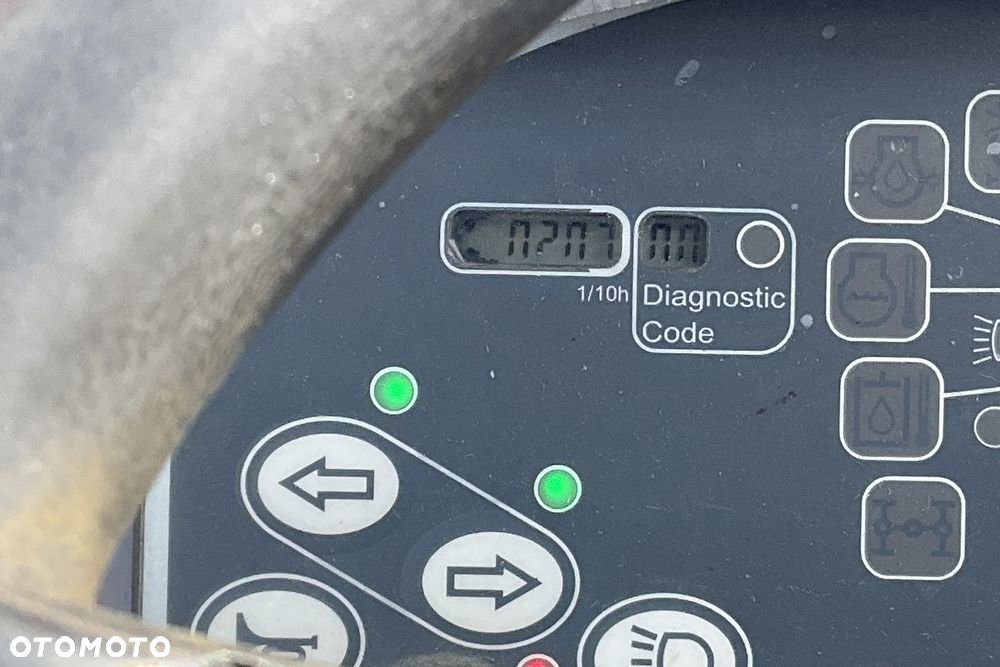 1/10h
Diagnostic
Code
OTOMOTO